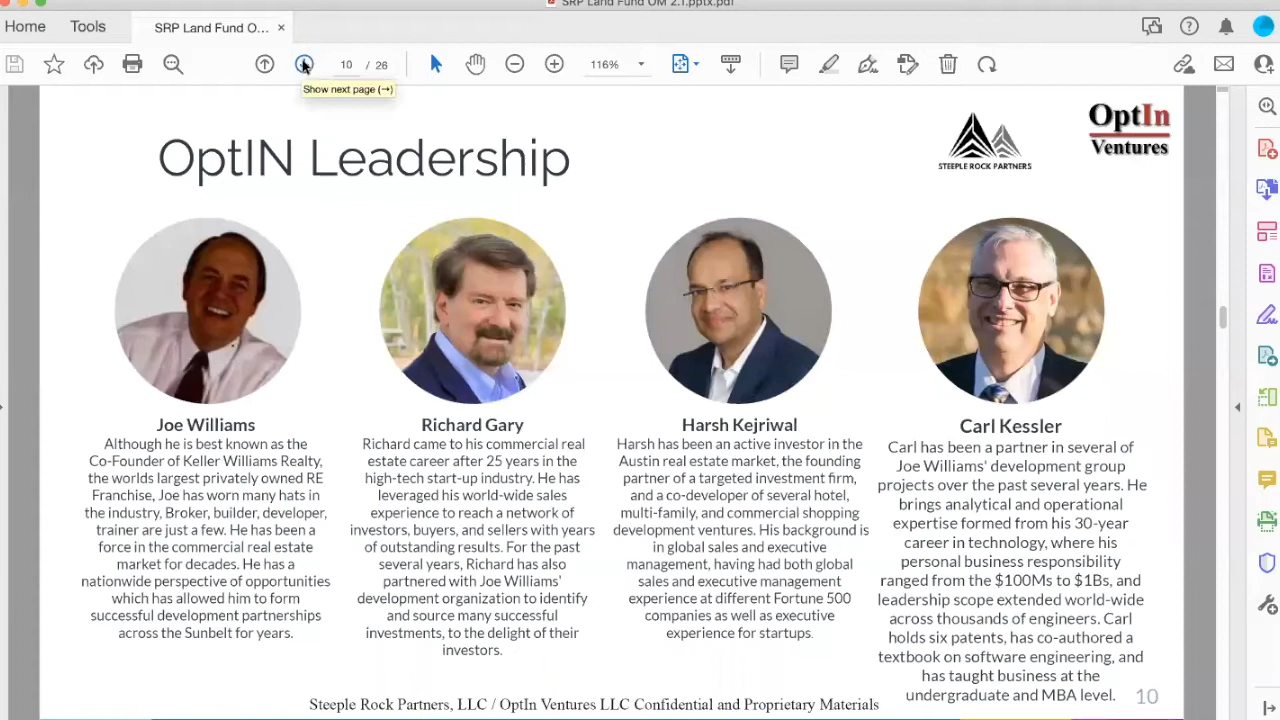 SRP Land Fund OM 2.1.pptx.pdf
Home
Tools
SRP Land Fund O... ×
10 / 26
116%
Show next page (→)
OptIN Leadership
STEEPLE ROCK PARTNERS
OptIn
Ventures
Joe Williams
Although he is best known as the
Co-Founder of Keller Williams Realty,
the worlds largest privately owned RE
Franchise, Joe has worn many hats in
the industry, Broker, builder, developer,
trainer are just a few. He has been a
force in the commercial real estate
market for decades. He has a
nationwide perspective of opportunities
which has allowed him to form
successful development partnerships
across the Sunbelt for years.
Richard Gary
Richard came to his commercial real
estate career after 25 years in the
high-tech start-up industry. He has
leveraged his world-wide sales
experience to reach a network of
investors, buyers, and sellers with years
of outstanding results. For the past
several years, Richard has also
partnered with Joe Williams'
development organization to identify
and source many successful
investments, to the delight of their
investors.
Harsh Kejriwal
Harsh has been an active investor in the
Austin real estate market, the founding
partner of a targeted investment firm,
and a co-developer of several hotel,
multi-family, and commercial shopping
development ventures. His background is
in global sales and executive
management, having had both global
sales and executive management
experience at different Fortune 500
companies as well as executive
experience for startups.
Carl Kessler
Carl has been a partner in several of
Joe Williams' development group
projects over the past several years. He
brings analytical and operational
expertise formed from his 30-year
career in technology, where his
personal business responsibility
ranged from the $100Ms to $1Bs, and
leadership scope extended world-wide
across thousands of engineers. Carl
holds six patents, has co-authored a
textbook on software engineering, and
has taught business at the
undergraduate and MBA level.
Steeple Rock Partners, LLC / OptIn Ventures LLC Confidential and Proprietary Materials
10